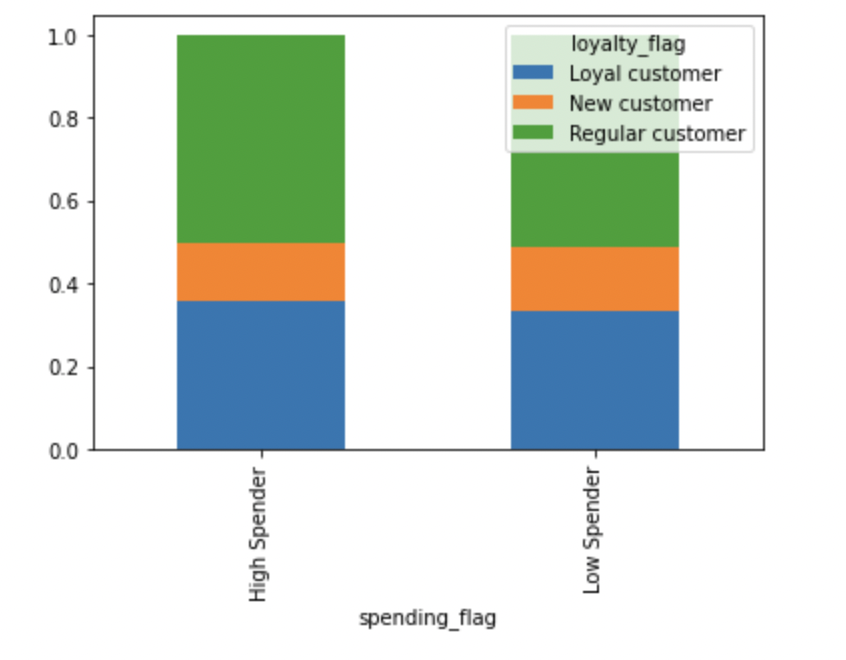 1.0
0.8
0.6
0.4
0.2
0.0
loyalty_flag
Loyal customer
New customer
Regular customer
High Spender
Low Spender
spending_flag